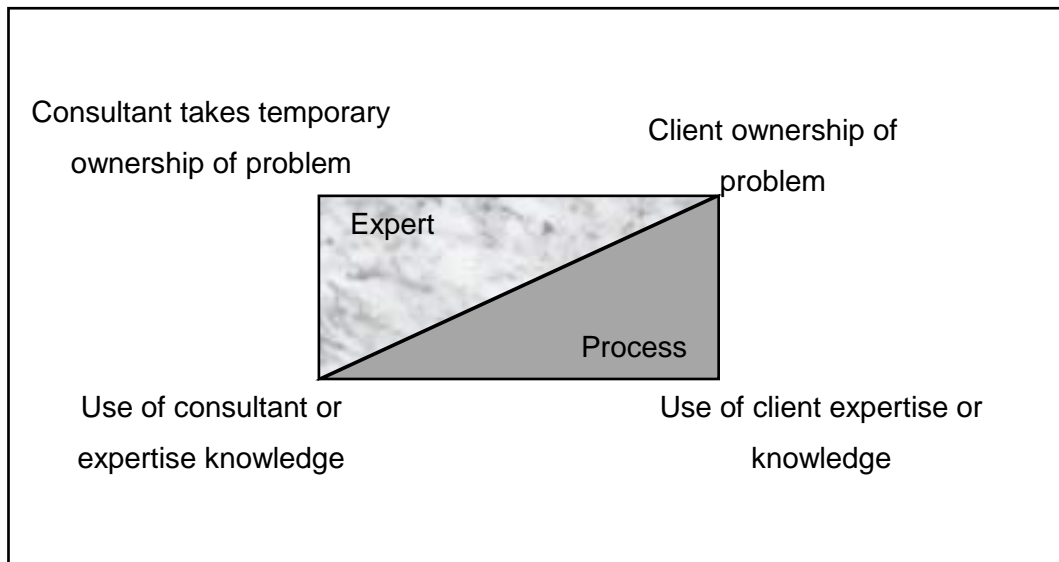 Consultant takes temporary
ownership of problem
Client ownership of
problem
Expert
Process
Use of consultant or
expertise knowledge
Use of client expertise or
knowledge